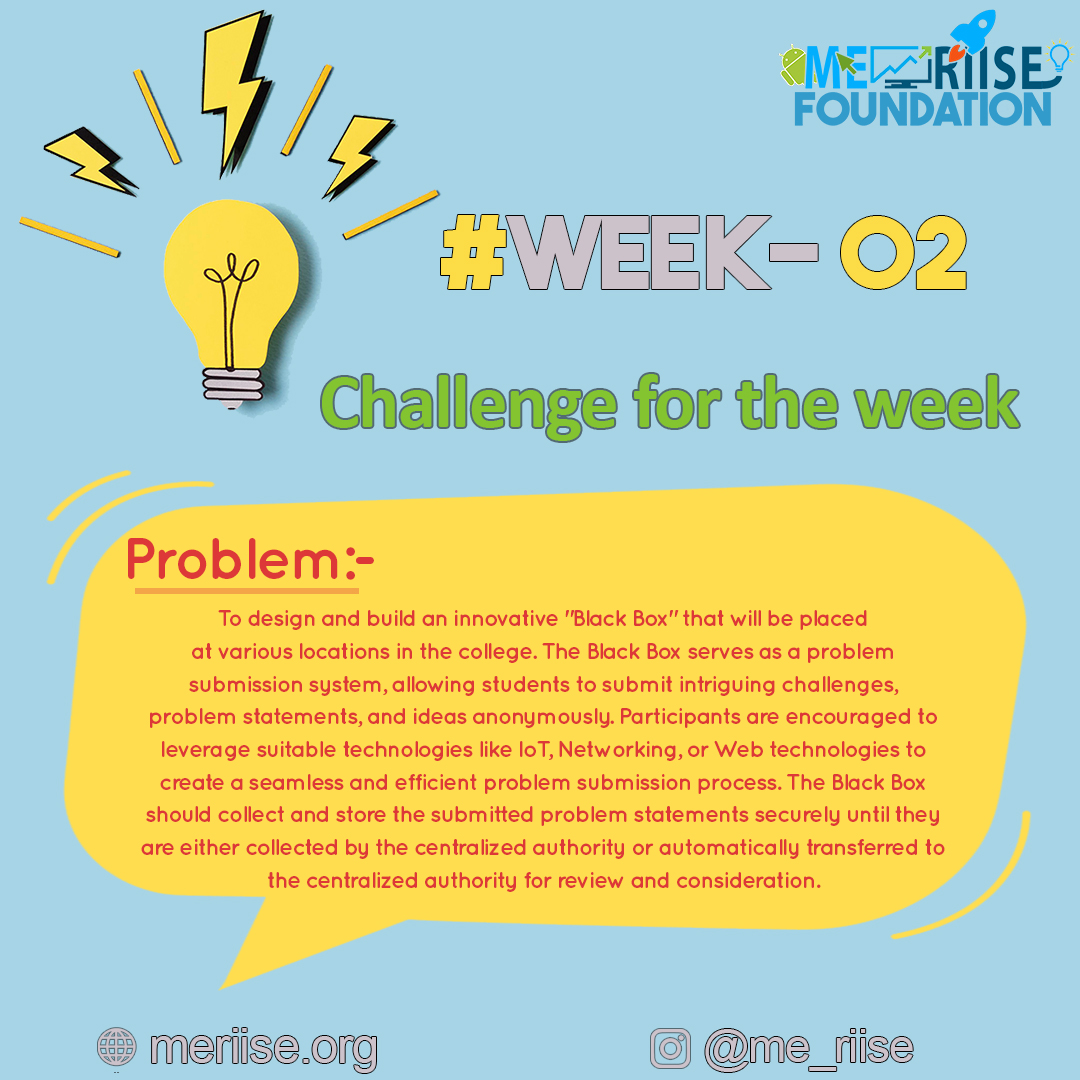 ME RIISE
FOUNDATION
#WEEK- 02
Challenge for the week
Problem:-
To design and build an innovative "Black Box" that will be placed
at various locations in the college. The Black Box serves as a problem
submission system, allowing students to submit intriguing challenges,
problem statements, and ideas anonymously. Participants are encouraged to
leverage suitable technologies like IoT, Networking, or Web technologies to
create a seamless and efficient problem submission process. The Black Box
should collect and store the submitted problem statements securely until they
are either collected by the centralized authority or automatically transferred to
the centralized authority for review and consideration.
meriise.org
@me_riise